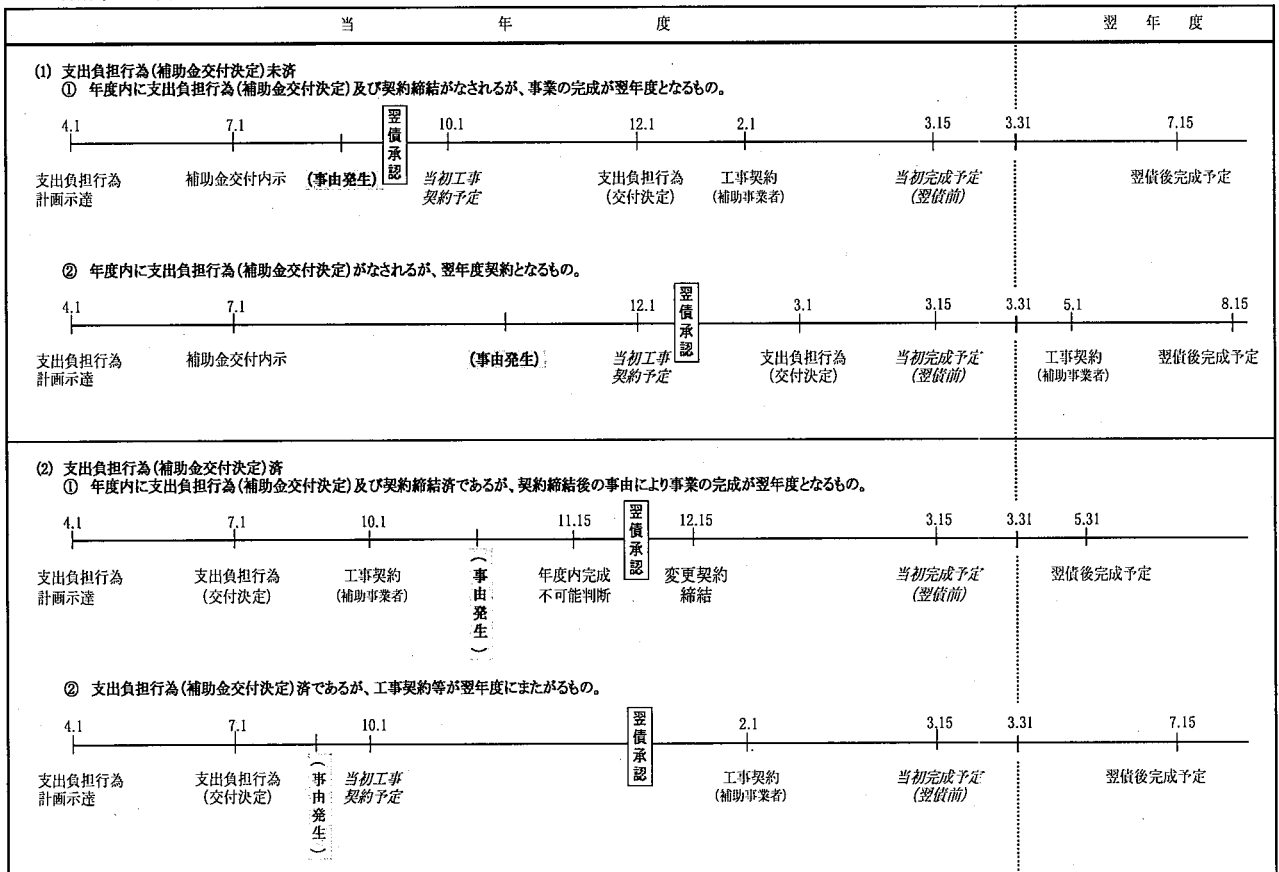 当年度 翌年度
(1) 支出負担行為(補助金交付決定)未済
① 年度内に支出負担行為(補助金交付決定)及び契約締結がなされるが、事業の完成が翌年度となるもの。
翌債承認
4.1 7.1 10.1 12.1 2.1 3.15 3.31 7.15
支出負担行為 補助金交付内示 (事由発生) 当初工事 支出負担行為 工事契約 当初完成予定 翌債後完成予定
計画示達 契約予定 (交付決定) (補助事業者) (翌債前)
② 年度内に支出負担行為(補助金交付決定)がなされるが、翌年度契約となるもの。
翌債承認
4.1 7.1 12.1 3.1 3.15 3.31 5.1 8.15
支出負担行為 補助金交付内示 (事由発生) 当初工事 支出負担行為 当初完成予定 工事契約 翌債後完成予定
計画示達 契約予定 (交付決定) (翌債前) (補助事業者)
(2) 支出負担行為(補助金交付決定)済
① 年度内に支出負担行為(補助金交付決定)及び契約締結済であるが、契約締結後の事由により事業の完成が翌年度となるもの。
翌債承認
4.1 7.1 10.1 11.15 12.15 3.15 3.31 5.31
支出負担行為 支出負担行為 工事契約 (事由発生) 年度内完成 変更契約 当初完成予定 翌債後完成予定
計画示達 (交付決定) (補助事業者) 不可能判断 締結 (翌債前)
② 支出負担行為(補助金交付決定)済であるが、工事契約等が翌年度にまたがるもの。
翌債承認
4.1 7.1 10.1 2.1 3.15 3.31 7.15
支出負担行為 支出負担行為 (事由発生) 当初工事 工事契約 当初完成予定 翌債後完成予定
計画示達 (交付決定) 契約予定 (補助事業者) (翌債前)